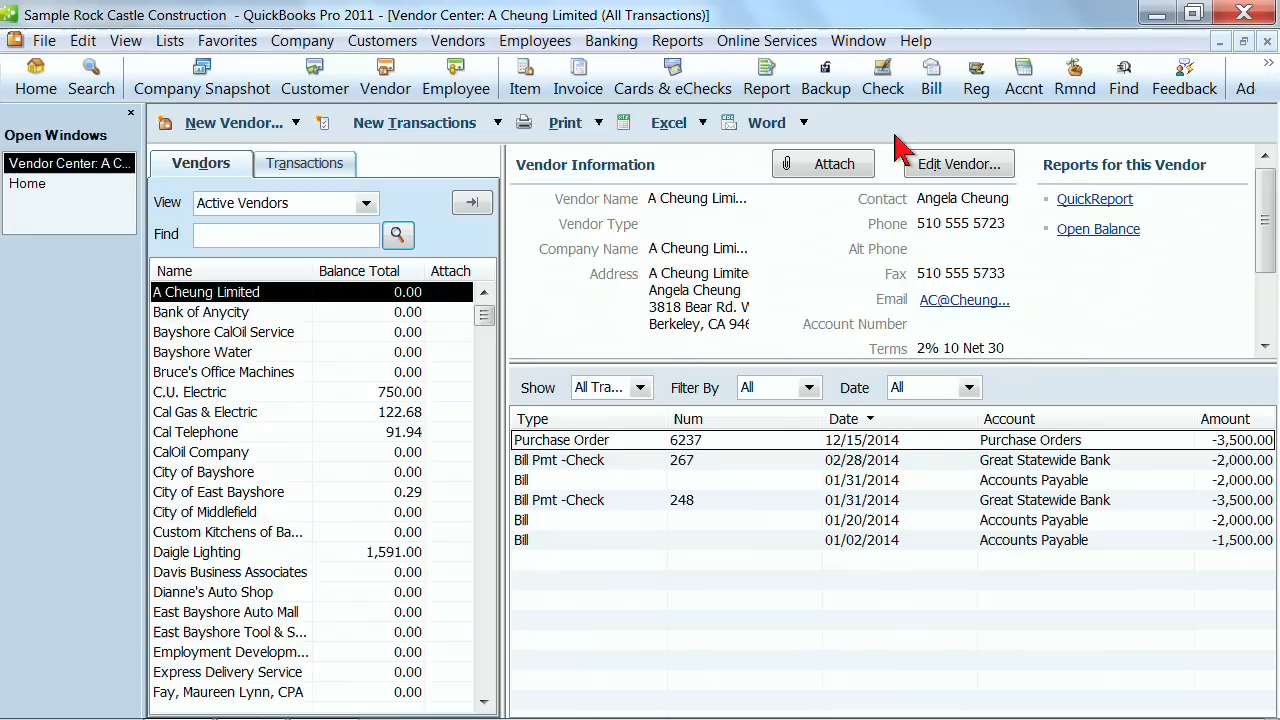 Sample Rock Castle Construction - QuickBooks Pro 2011 - [Vendor Center: A Cheung Limited (All Transactions)]
File Edit View Lists Favorites Company Customers Vendors Employees Banking Reports Online Services Window Help
Home Search Company Snapshot Customer Vendor Employee Item Invoice Cards & eChecks Report Backup Check Bill Reg Accnt Rmnd Find Feedback Ad
Open Windows
Vendor Center: A C...
Home
New Vendor... New Transactions Print Excel Word
Vendors Transactions
View Active Vendors
Find
Name Balance Total Attach
A Cheung Limited 0.00
Bank of Anycity 0.00
Bayshore CalOil Service 0.00
Bayshore Water 0.00
Bruce's Office Machines 0.00
C.U. Electric 750.00
Cal Gas & Electric 122.68
Cal Telephone 91.94
CalOil Company 0.00
City of Bayshore 0.00
City of East Bayshore 0.29
City of Middlefield 0.00
Custom Kitchens of Ba... 0.00
Daigle Lighting 1,591.00
Davis Business Associates 0.00
Dianne's Auto Shop 0.00
East Bayshore Auto Mall 0.00
East Bayshore Tool & S... 0.00
Employment Developm... 0.00
Express Delivery Service 0.00
Fay, Maureen Lynn, CPA 0.00
Vendor Information Attach Edit Vendor...
Vendor Name A Cheung Limi...
Vendor Type
Company Name A Cheung Limi...
Address A Cheung Limite
Angela Cheung
3818 Bear Rd. W
Berkeley, CA 946
Contact Angela Cheung
Phone 510 555 5723
Alt Phone
Fax 510 555 5733
Email AC@Cheung...
Account Number
Terms 2% 10 Net 30
Reports for this Vendor
QuickReport
Open Balance
Show All Tra... Filter By All Date All
Type Num Date Account Amount
Purchase Order 6237 12/15/2014 Purchase Orders -3,500.00
Bill Pmt -Check 267 02/28/2014 Great Statewide Bank -2,000.00
Bill 01/31/2014 Accounts Payable -2,000.00
Bill Pmt -Check 248 01/31/2014 Great Statewide Bank -3,500.00
Bill 01/20/2014 Accounts Payable -2,000.00
Bill 01/02/2014 Accounts Payable -1,500.00